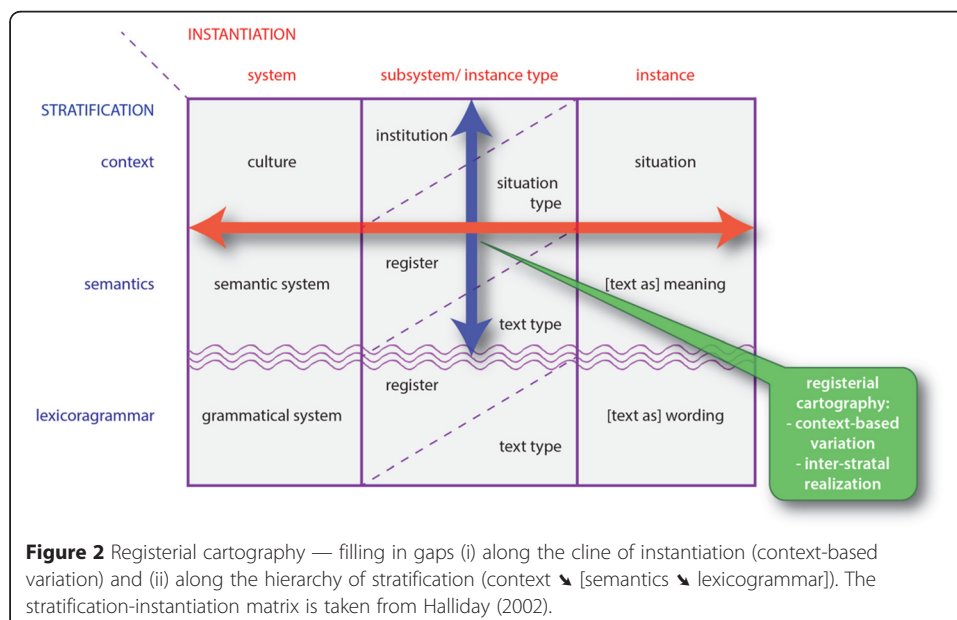 INSTANTIATION
system subsystem/ instance type instance
STRATIFICATION
institution
context culture situation
situation
type
register
semantics semantic system [text as] meaning
text type
register
lexicoragrammar grammatical system [text as] wording
text type
registerial
cartography:
- context-based
variation
- inter-stratal
realization
Figure 2 Registerial cartography — filling in gaps (i) along the cline of instantiation (context-based
variation) and (ii) along the hierarchy of stratification (context ➘ [semantics ➘ lexicogrammar]). The
stratification-instantiation matrix is taken from Halliday (2002).